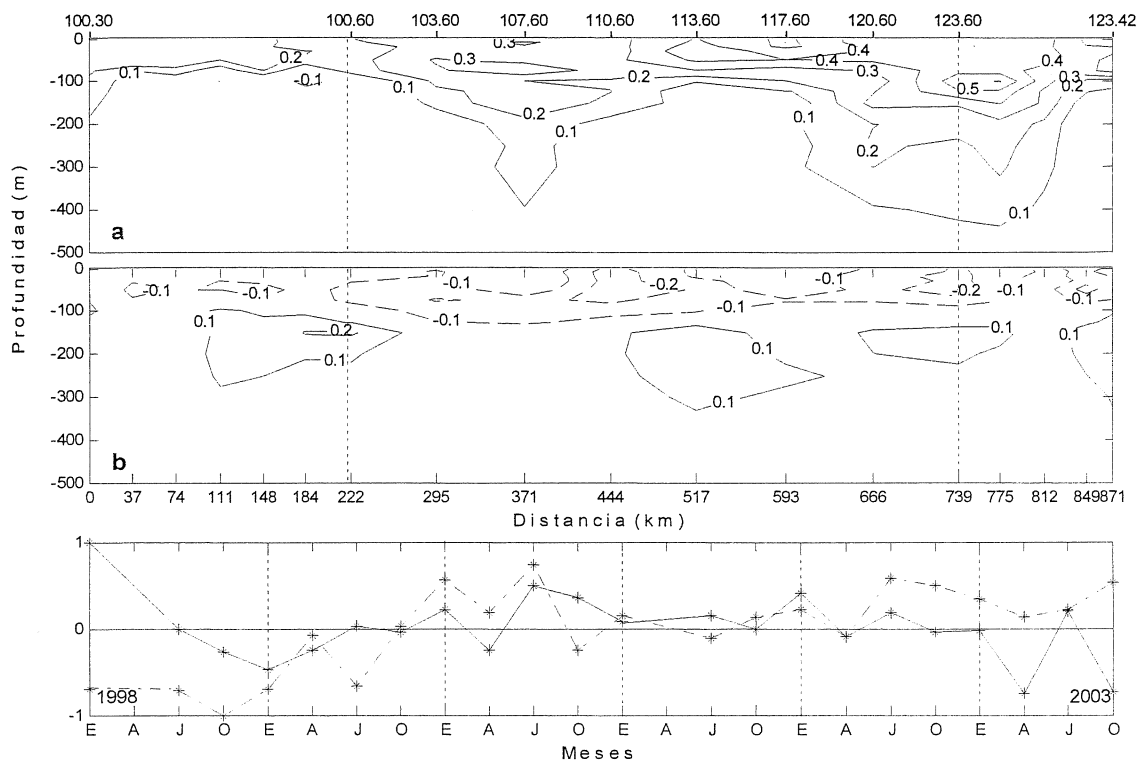 100.30 100.60 103.60 107.60 110.60 113.60 117.60 120.60 123.60 123.42
0
-100
-200
-300
-400
-500
0.1 0.2 -0.1 0.1 0.3 0.3 0.2 0.2 0.1 0.4 0.4 0.3 0.1 0.2 0.5 0.4 0.3 0.2 0.1
a
Profundidad (m)
0
-100
-200
-300
-400
-500
-0.1 -0.1 -0.1 -0.2 -0.1 -0.2 -0.1 -0.1
0.1 0.2 0.1 -0.1 -0.1 0.1 0.1 0.1 0.1
b
0 37 74 111 148 184 222 295 371 444 517 593 666 739 775 812 849 871
Distancia (km)
1
0
-1
1998 2003
E A J O E A J O E A J O E A J O E A J O E A J O
Meses